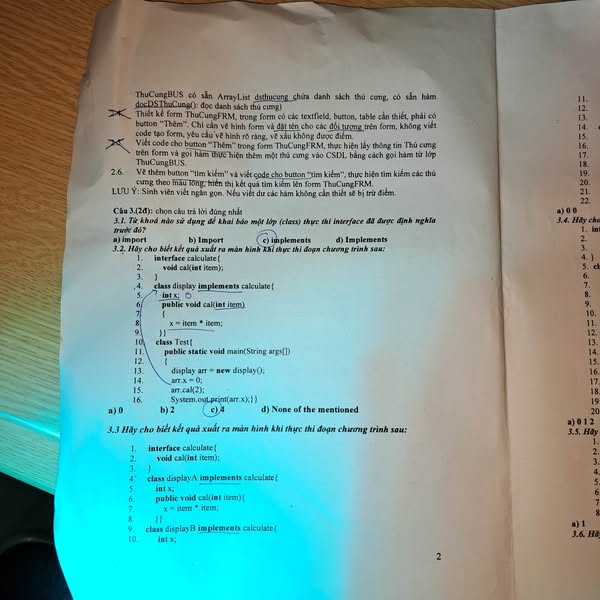 ThuCungBUS có sẵn ArrayList dsthucung chứa danh sách thú cưng, có sẵn hàm
docDSThuCung(): đọc danh sách thú cưng)
Thiết kế form ThuCungFRM, trong form có các textfield, button, table cần thiết, phải có
button "Thêm". Chỉ cần vẽ hình form và đặt tên cho các đối tượng trên form, không viết
code tạo form, yêu cầu vẽ hình rõ ràng, vẽ xấu không được điểm.
Viết code cho button "Thêm" trong form ThuCungFRM, thực hiện lấy thông tin Thú cưng
trên form và gọi hàm thực hiện thêm một thú cưng vào CSDL bằng cách gọi hàm từ lớp
ThuCungBUS.
2.6. Vẽ thêm button "tìm kiếm" và viết code cho button "tìm kiếm", thực hiện tìm kiếm các thú
cưng theo màu lông, hiển thị kết quả tìm kiếm lên form ThuCungFRM.
LƯU Ý: Sinh viên viết ngắn gọn. Nếu viết dư các hàm không cần thiết sẽ bị trừ điểm.
Câu 3.(2đ): chọn câu trả lời đúng nhất
3.1. Từ khoá nào sử dụng để khai báo một lớp (class) thực thi interface đã được định nghĩa
trước đó?
a) import b) Import c) implements d) Implements
3.2. Hãy cho biết kết quả xuất ra màn hình khi thực thi đoạn chương trình sau:
1. interface calculate{
2. void cal(int item);
3. }
4. class display implements calculate{
5. int x; 0
6. public void cal(int item)
7. {
8. x = item * item;
9. }}
10. class Test{
11. public static void main(String args[])
12. {
13. display arr = new display();
14. arr.x = 0;
15. arr.cal(2);
16. System.out.print(arr.x);}}
a) 0 b) 2 c) 4 d) None of the mentioned
3.3 Hãy cho biết kết quả xuất ra màn hình khi thực thi đoạn chương trình sau:
1. interface calculate{
2. void cal(int item);
3. }
4. class displayA implements calculate{
5. int x;
6. public void cal(int item){
7. x = item * item;
8. }}
9. class displayB implements calculate{
10. int x;
2
11.
12.
13.
14.
15.
16.
17.
18.
19.
20.
21.
22.
a) 0 0
3.4. Hãy
1. int
2.
3.
4. }
5. cl
6.
7.
8.
9.
10.
11.
12.
13.
14.
15.
16.
17.
18.
19.
20
a) 0 1 2
3.5. Hãy
1.
2.
3.
4.
5.
6.
7.
8
a) 1
3.6. H